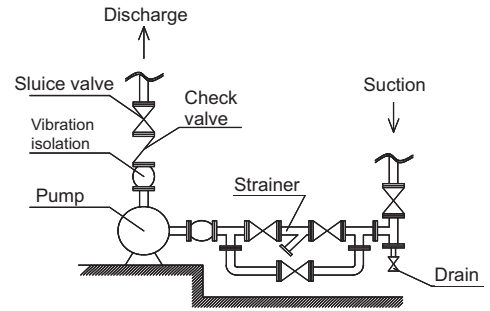 Discharge
Sluice valve
Check
valve
Vibration
isolation
Pump
Suction
Strainer
Drain